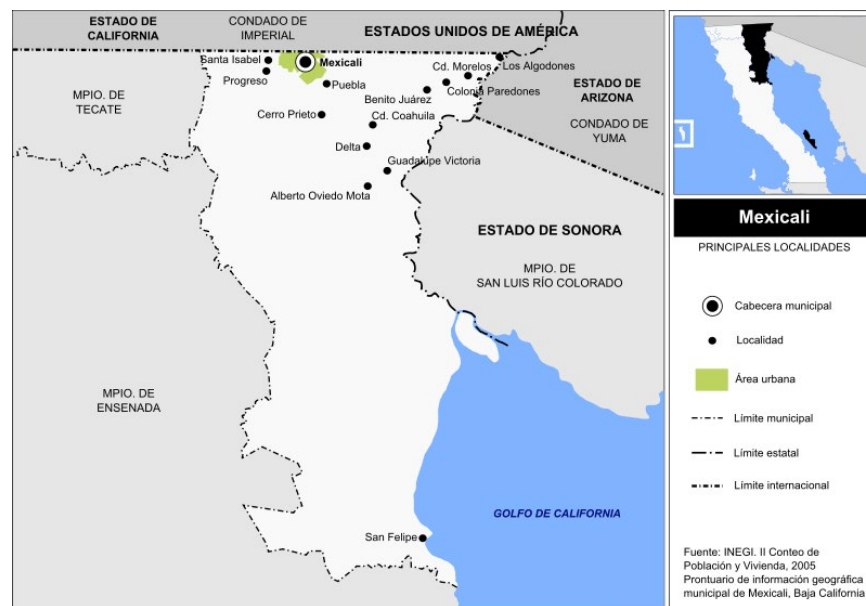 ESTADO DE
CALIFORNIA
CONDADO DE
IMPERIAL
ESTADOS UNIDOS DE AMÉRICA
Santa Isabel
Mexicali
Progreso
Puebla
Cd. Morelos
Los Algodones
Benito Juárez
Colonia Paredones
ESTADO DE
ARIZONA
CONDADO DE
YUMA
MPIO. DE
TECATE
Cerro Prieto
Cd. Coahuila
Delta
Guadalupe Victoria
Alberto Oviedo Mota
ESTADO DE SONORA
MPIO. DE
SAN LUIS RÍO COLORADO
MPIO. DE
ENSENADA
GOLFO DE CALIFORNIA
San Felipe
Mexicali
PRINCIPALES LOCALIDADES
Cabecera municipal
Localidad
Área urbana
Límite municipal
Límite estatal
Límite internacional
Fuente: INEGI. II Conteo de
Población y Vivienda, 2005
Prontuario de información geográfica
municipal de Mexicali, Baja California